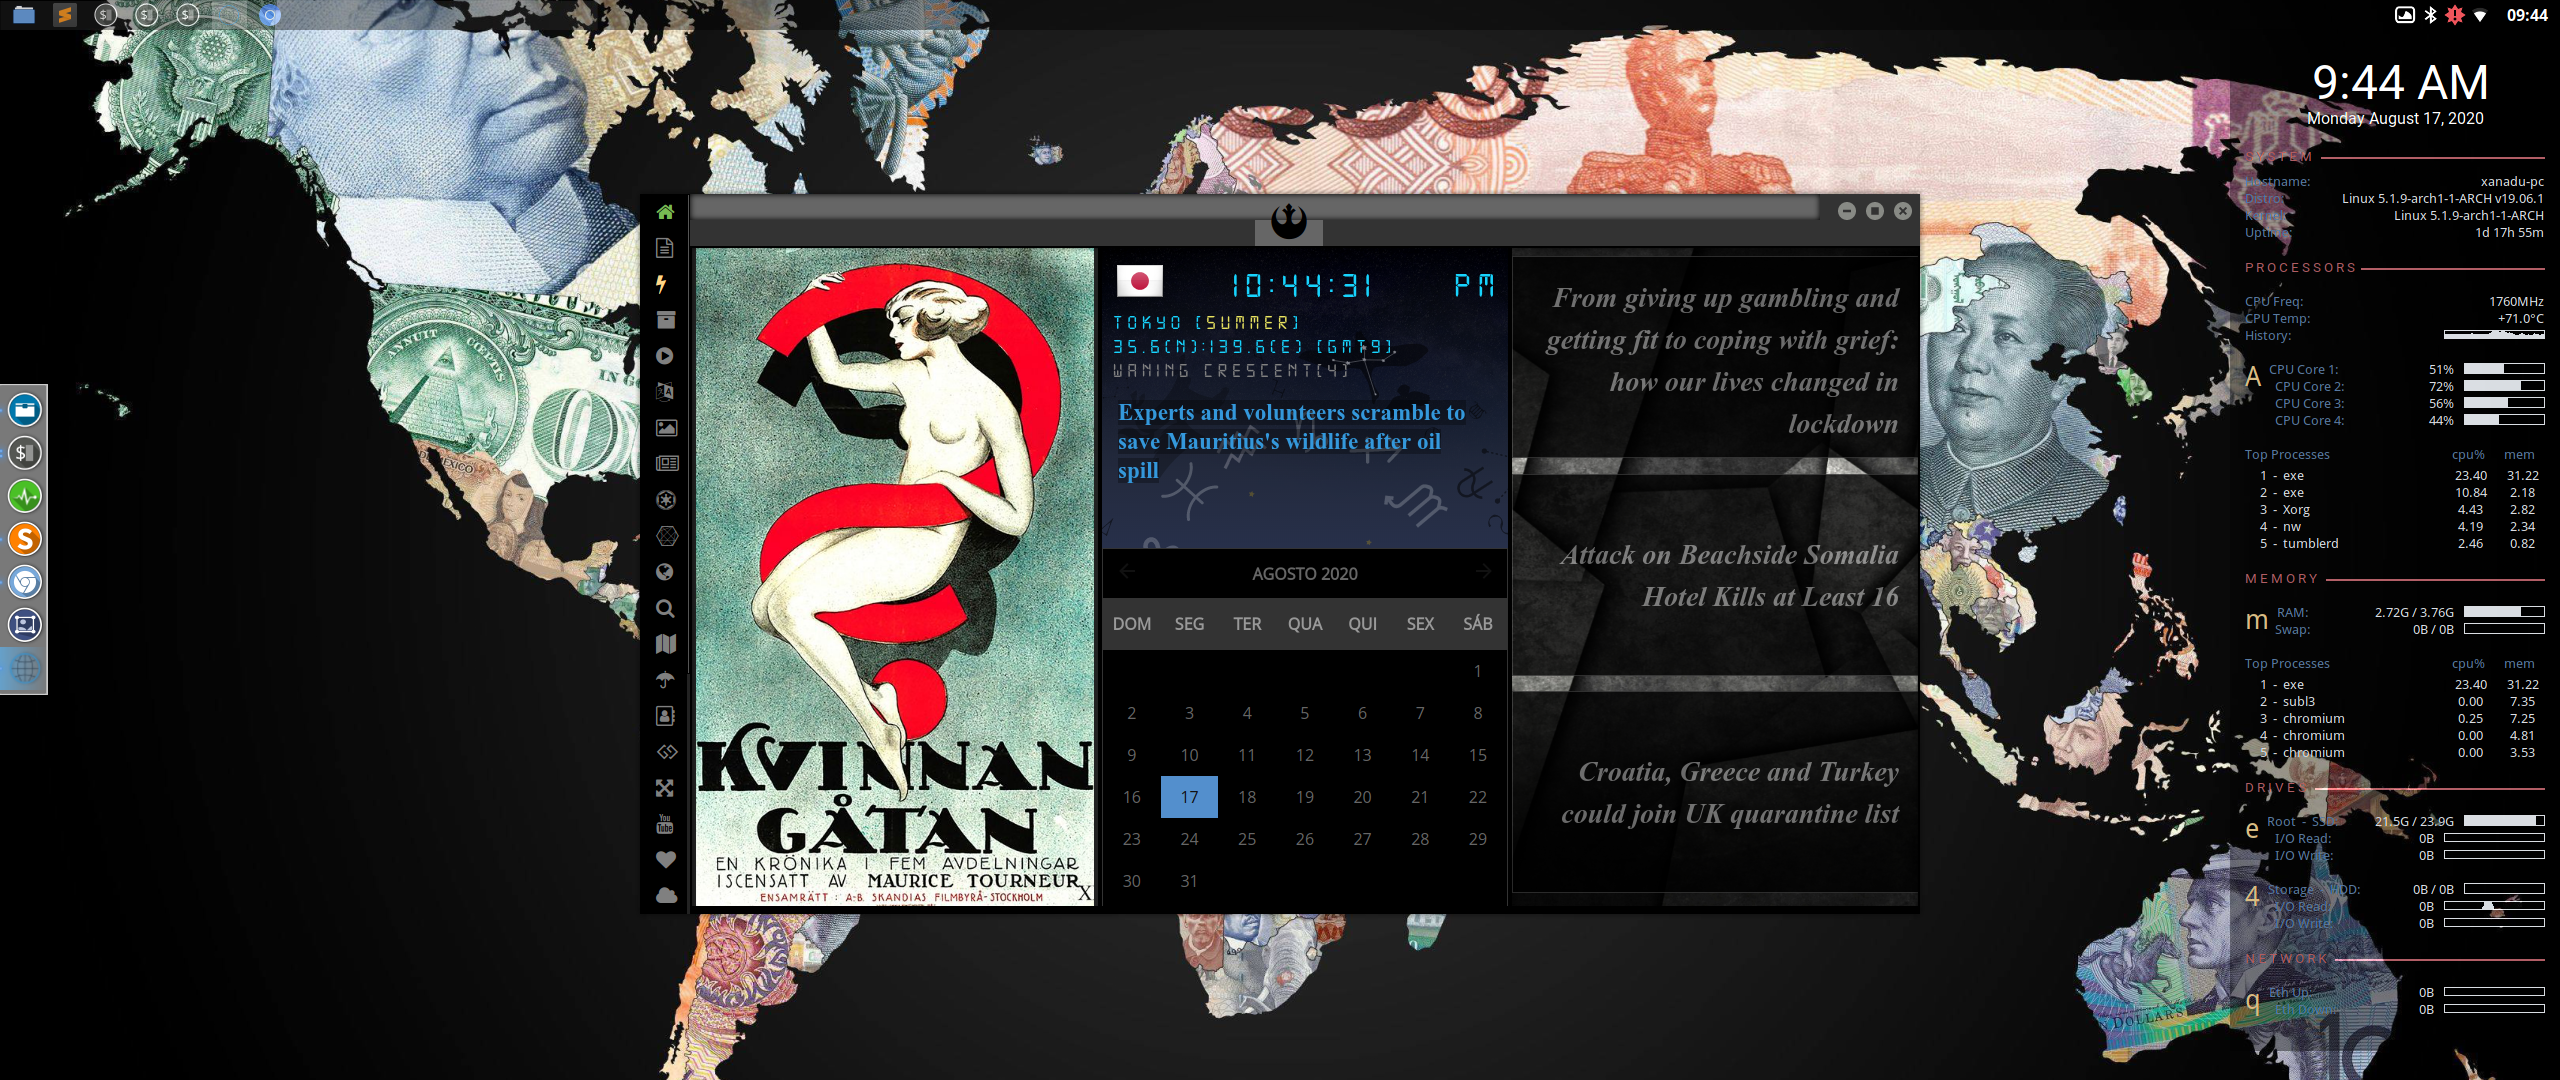 09:44
9:44 AM
Monday August 17, 2020
SYSTEM
Hostname: xanadu-pc
Distro: Linux 5.1.9-arch1-1-ARCH v19.06.1
Linux 5.1.9-arch1-1-ARCH
Uptime: 1d 17h 55m
PROCESSORS
CPU Freq: 1760MHz
CPU Temp: +71.0°C
History:
A CPU Core 1: 51%
CPU Core 2: 72%
CPU Core 3: 56%
CPU Core 4: 44%
Top Processes cpu% mem
1 - exe 23.40 31.22
2 - exe 10.84 2.18
3 - Xorg 4.43 2.82
4 - nw 4.19 2.34
5 - tumblerd 2.46 0.82
MEMORY
m RAM: 2.72G / 3.76G
Swap: 0B / 0B
Top Processes cpu% mem
1 - exe 23.40 31.22
2 - subl3 0.00 7.35
3 - chromium 0.25 7.25
4 - chromium 0.00 4.81
5 - chromium 0.00 3.53
DRIVES
e Root - SSD: 21.5G / 23.9G
I/O Read: 0B
I/O Write: 0B
4 Storage HDD: 0B / 0B
I/O Read: 0B
I/O Write: 0B
NETWORK
q Eth Up: 0B
Eth Down: 0B
KVINNAN
GÅTAN
EN KRÖNIKA I FEM AVDELNINGAR
ISCENSATT AV MAURICE TOURNEUR
ENSAMRÄTT : A-B. SKANDIAS FILMBYRÅ-STOCKHOLM
X
10:44:31 PM
TOKYO [SUMMER]
35.6(N):139.6(E) [GMT9].
WANING CRESCENT(4)
Experts and volunteers scramble to
save Mauritius's wildlife after oil
spill
AGOSTO 2020
DOM SEG TER QUA QUI SEX SÁB
1
2 3 4 5 6 7 8
9 10 11 12 13 14 15
16 17 18 19 20 21 22
23 24 25 26 27 28 29
30 31
From giving up gambling and
getting fit to coping with grief:
how our lives changed in
lockdown
Attack on Beachside Somalia
Hotel Kills at Least 16
Croatia, Greece and Turkey
could join UK quarantine list
You
Tube
ANNUIT CŒPTIS
IN GO
MEXICO
DOLLARS
10